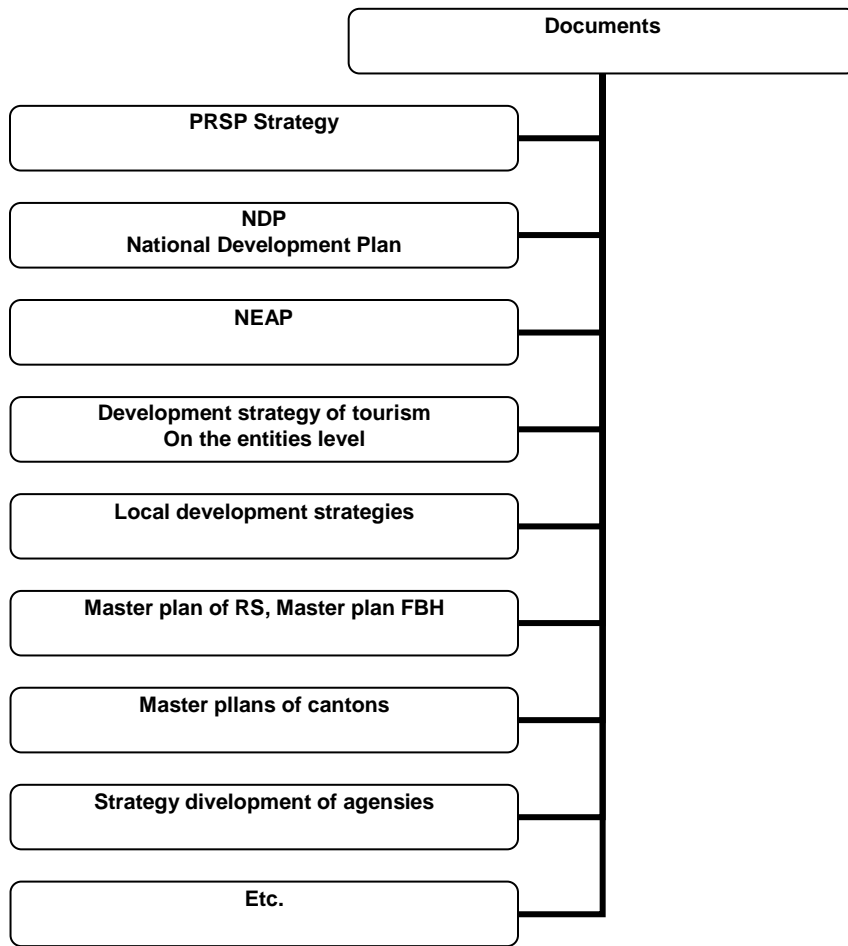 Documents
PRSP Strategy
NDP
National Development Plan
NEAP
Development strategy of tourism
On the entities level
Local development strategies
Master plan of RS, Master plan FBH
Master pllans of cantons
Strategy divelopment of agensies
Etc.